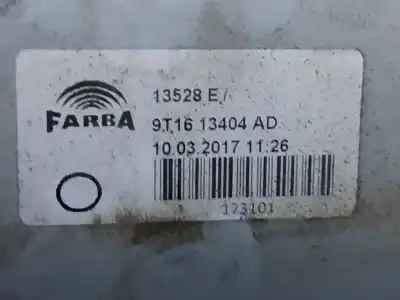 13528 E/
FARBA
9T16 13404 AD
10.03.2017 11:26
173101